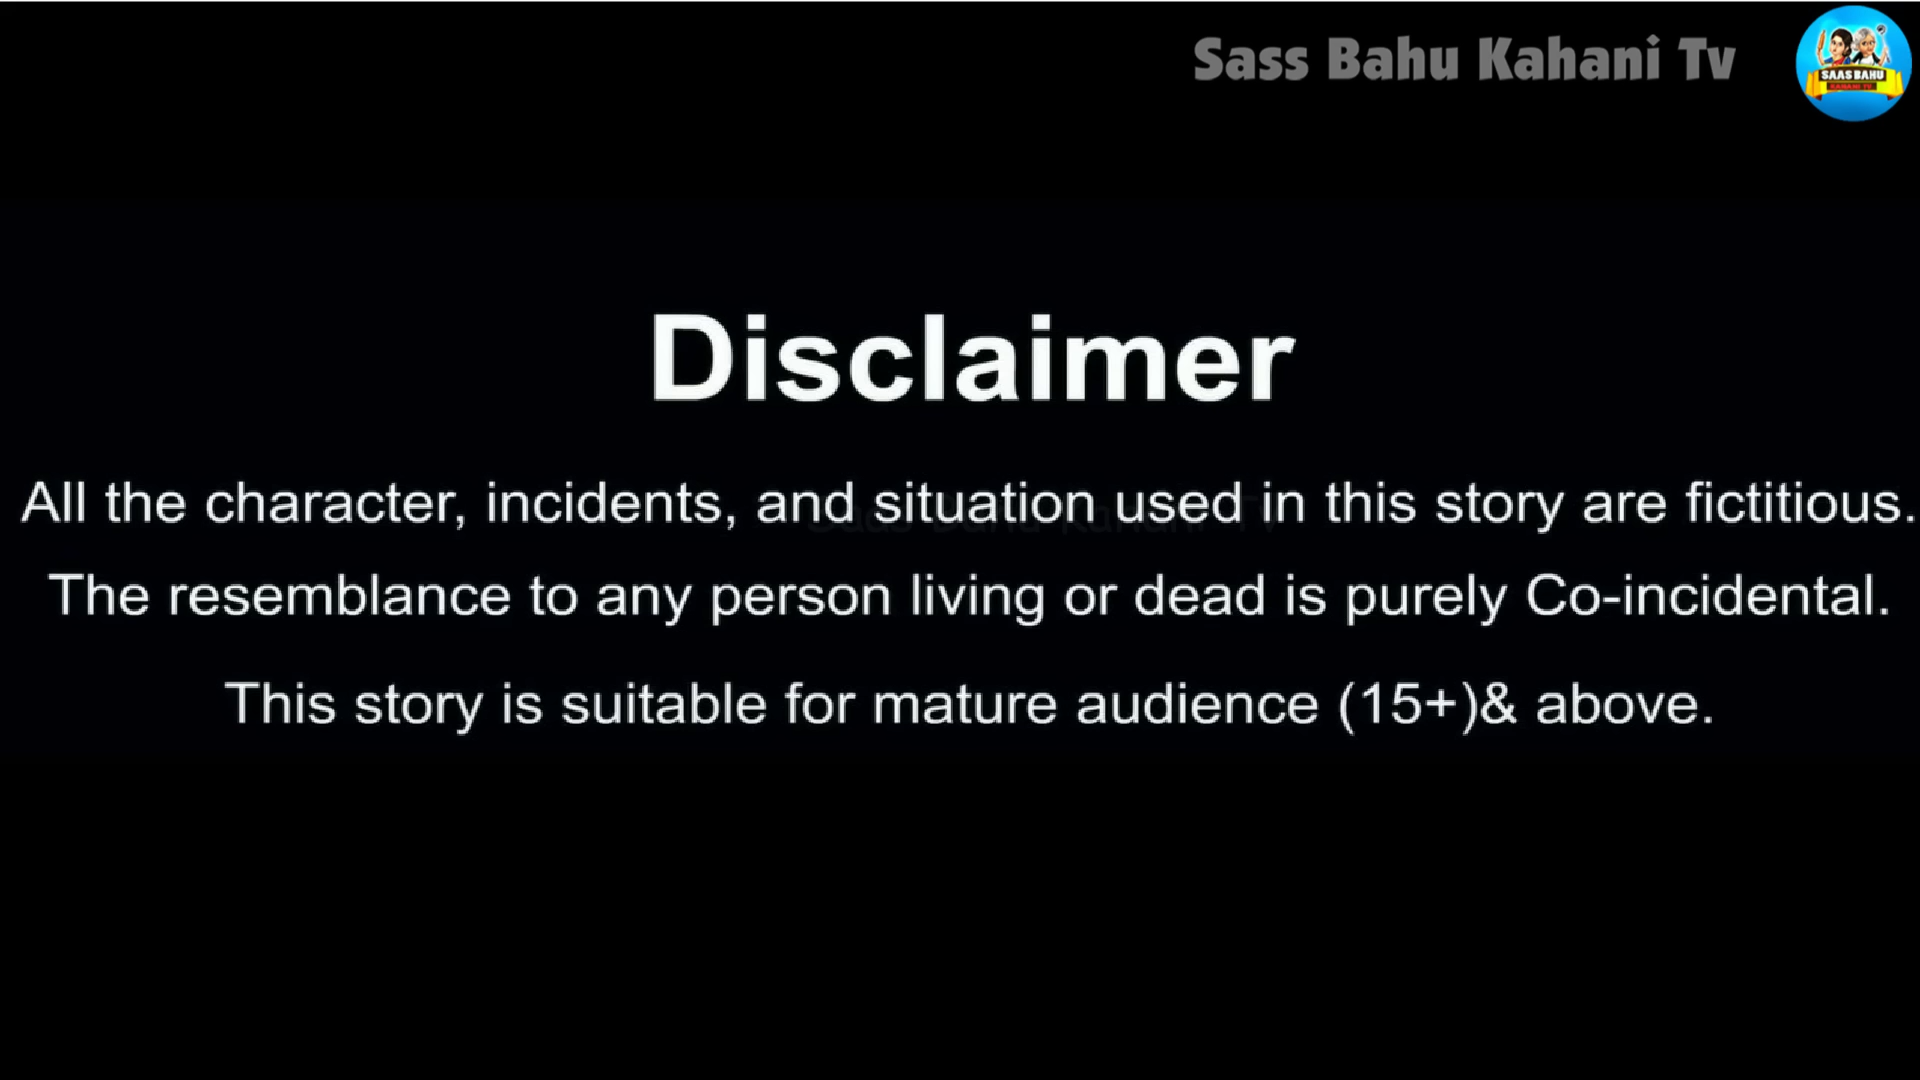 Sass Bahu Kahani Tv
SAAS BAHU
KAHANI TV
Disclaimer
All the character, incidents, and situation used in this story are fictitious.
The resemblance to any person living or dead is purely Co-incidental.
This story is suitable for mature audience (15+)& above.